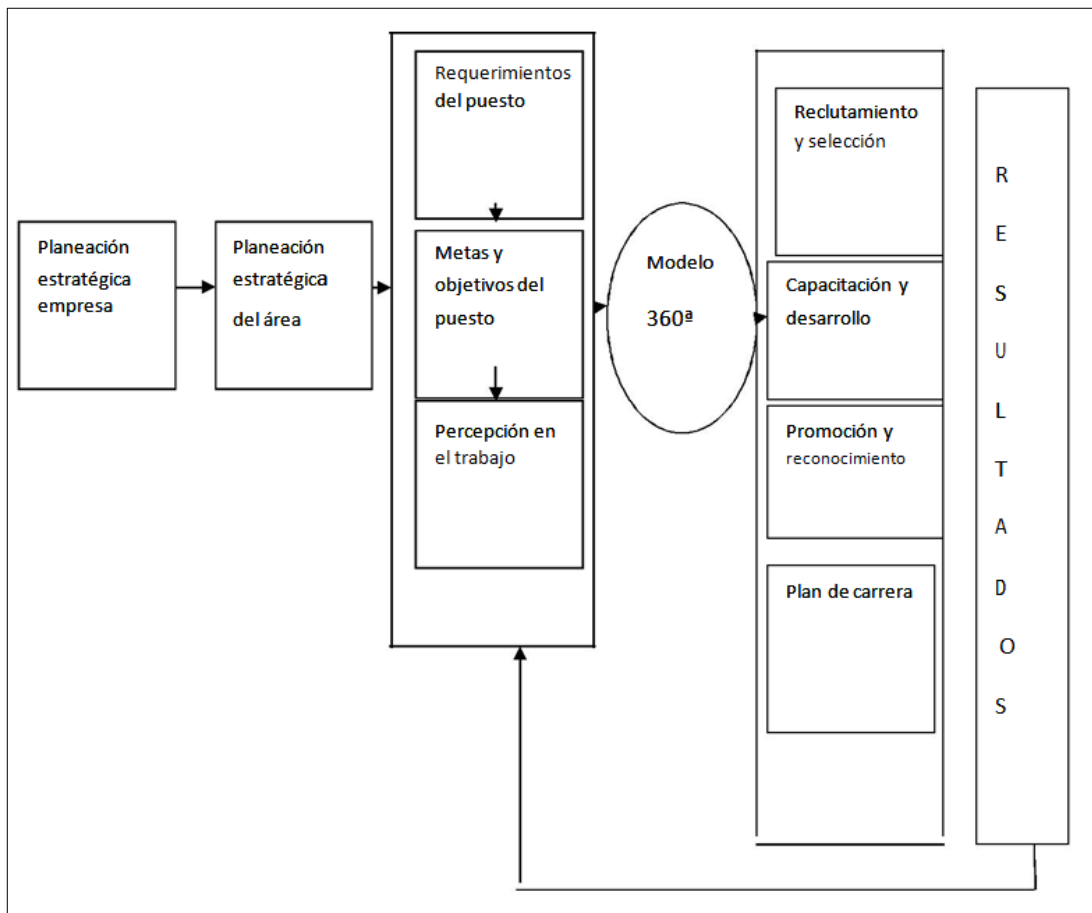 Planeación
estratégica
empresa
Planeación
estratégica
del área
Requerimientos
del puesto
Metas y
objetivos del
puesto
Percepción en
el trabajo
Modelo
360ª
Reclutamiento
y selección
Capacitación y
desarrollo
Promoción y
reconocimiento
Plan de carrera
R
E
S
U
L
T
A
D
O
S